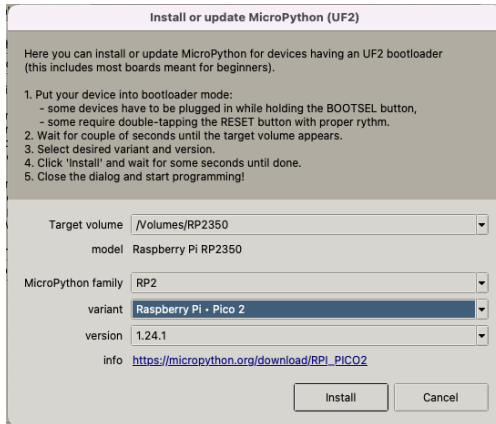 Install or update MicroPython (UF2)
Here you can install or update MicroPython for devices having an UF2 bootloader
(this includes most boards meant for beginners).
1. Put your device into bootloader mode:
- some devices have to be plugged in while holding the BOOTSEL button,
- some require double-tapping the RESET button with proper rythm.
2. Wait for couple of seconds until the target volume appears.
3. Select desired variant and version.
4. Click 'Install' and wait for some seconds until done.
5. Close the dialog and start programming!
Target volume /Volumes/RP2350
model Raspberry Pi RP2350
MicroPython family RP2
variant Raspberry Pi • Pico 2
version 1.24.1
info https://micropython.org/download/RPI_PICO2
Install Cancel